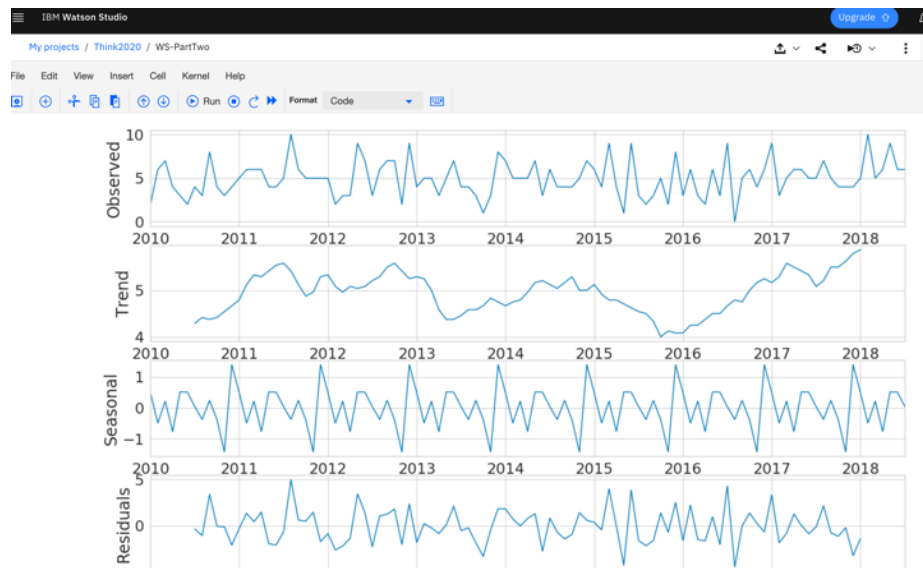 IBM Watson Studio
Upgrade
My projects / Think2020 / WS-PartTwo
File Edit View Insert Cell Kernel Help
Run Format Code
Observed
10
5
0
2010 2011 2012 2013 2014 2015 2016 2017 2018
Trend
5
4
2010 2011 2012 2013 2014 2015 2016 2017 2018
Seasonal
1
0
−1
2010 2011 2012 2013 2014 2015 2016 2017 2018
Residuals
5
0